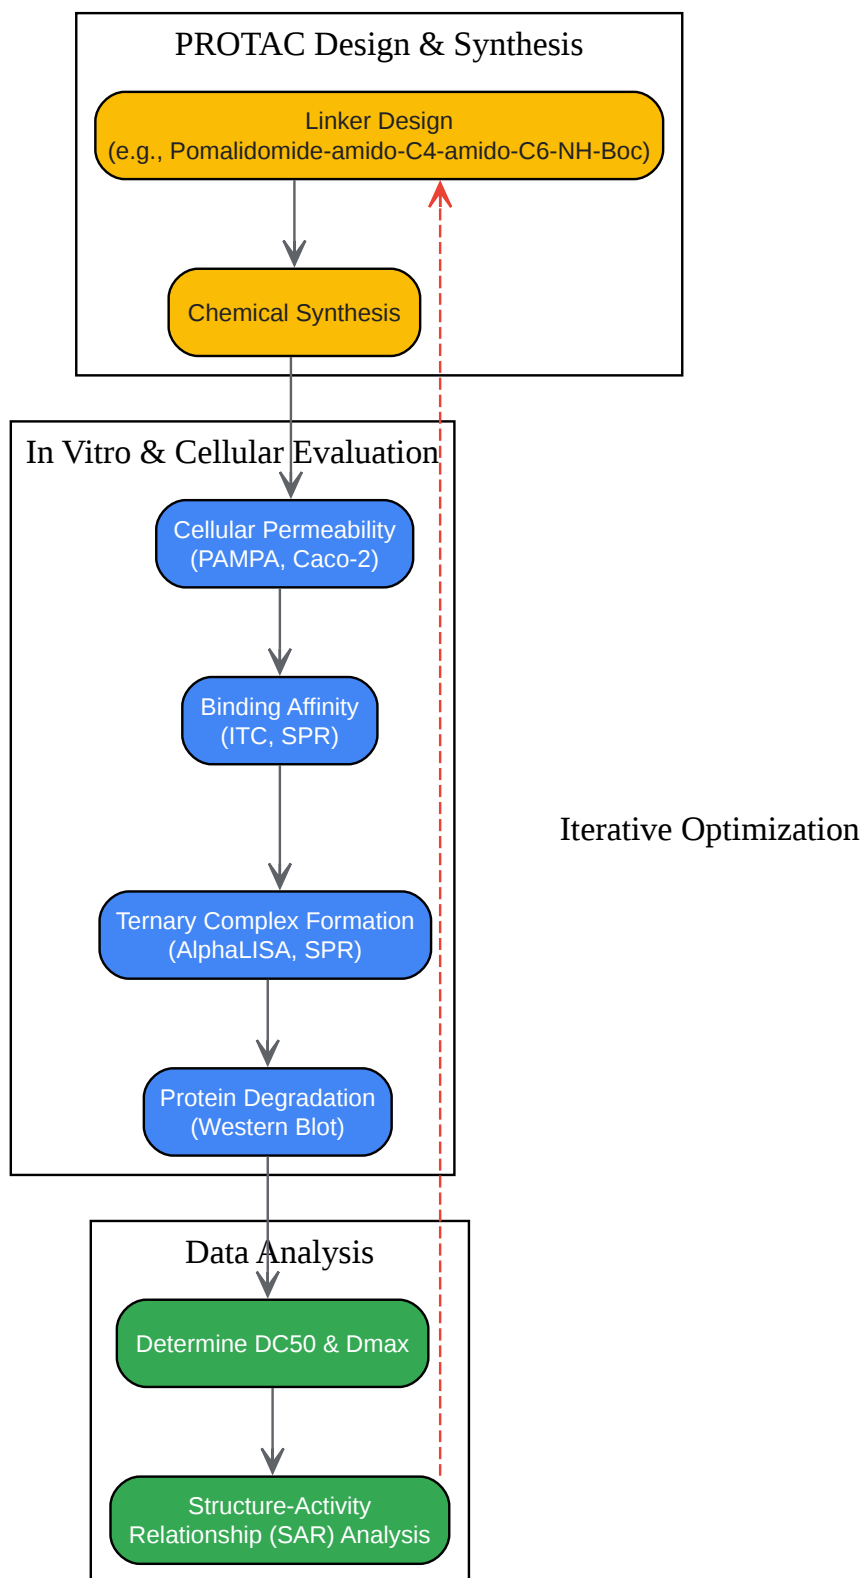 PROTAC Design & Synthesis
Linker Design
(e.g., Pomalidomide-amido-C4-amido-C6-NH-Boc)
Chemical Synthesis
In Vitro & Cellular Evaluation
Cellular Permeability
(PAMPA, Caco-2)
Binding Affinity
(ITC, SPR)
Iterative Optimization
Ternary Complex Formation
(AlphaLISA, SPR)
Protein Degradation
(Western Blot)
Data Analysis
Determine DC50 & Dmax
Structure-Activity
Relationship (SAR) Analysis